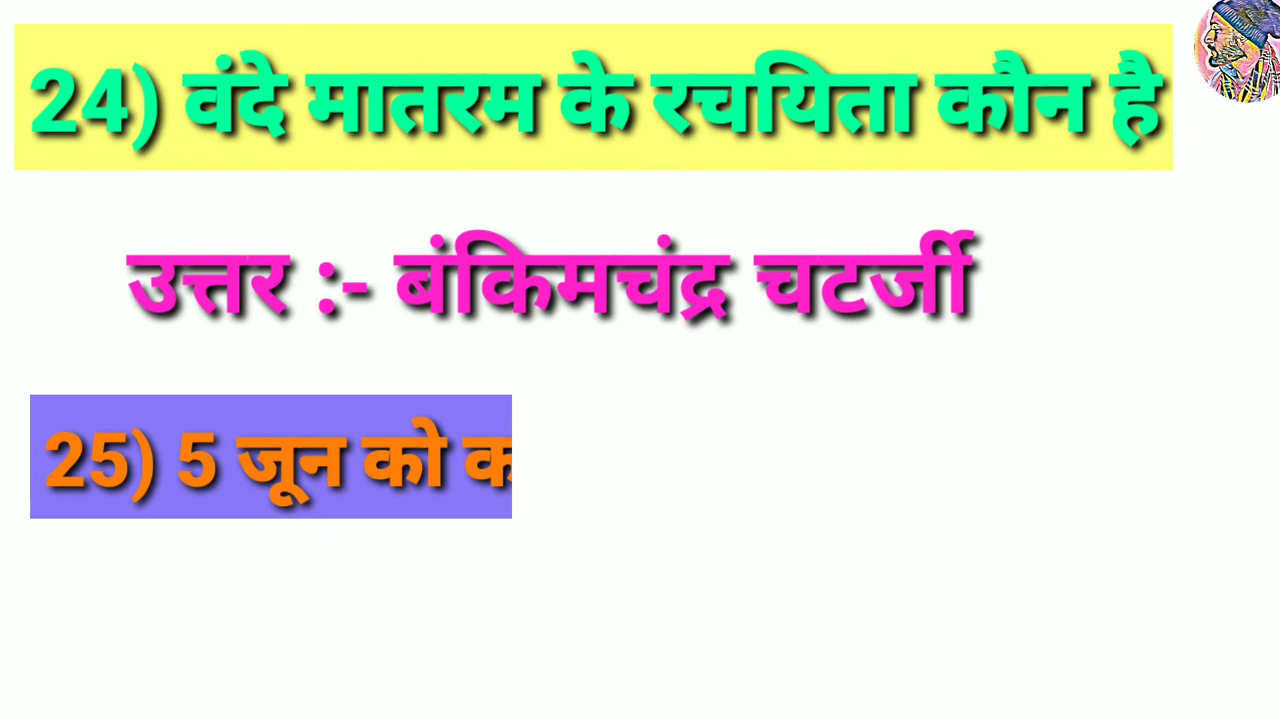 24) वंदे मातरम के रचयिता कौन है
उत्तर :- बंकिमचंद्र चटर्जी
25) 5 जून को